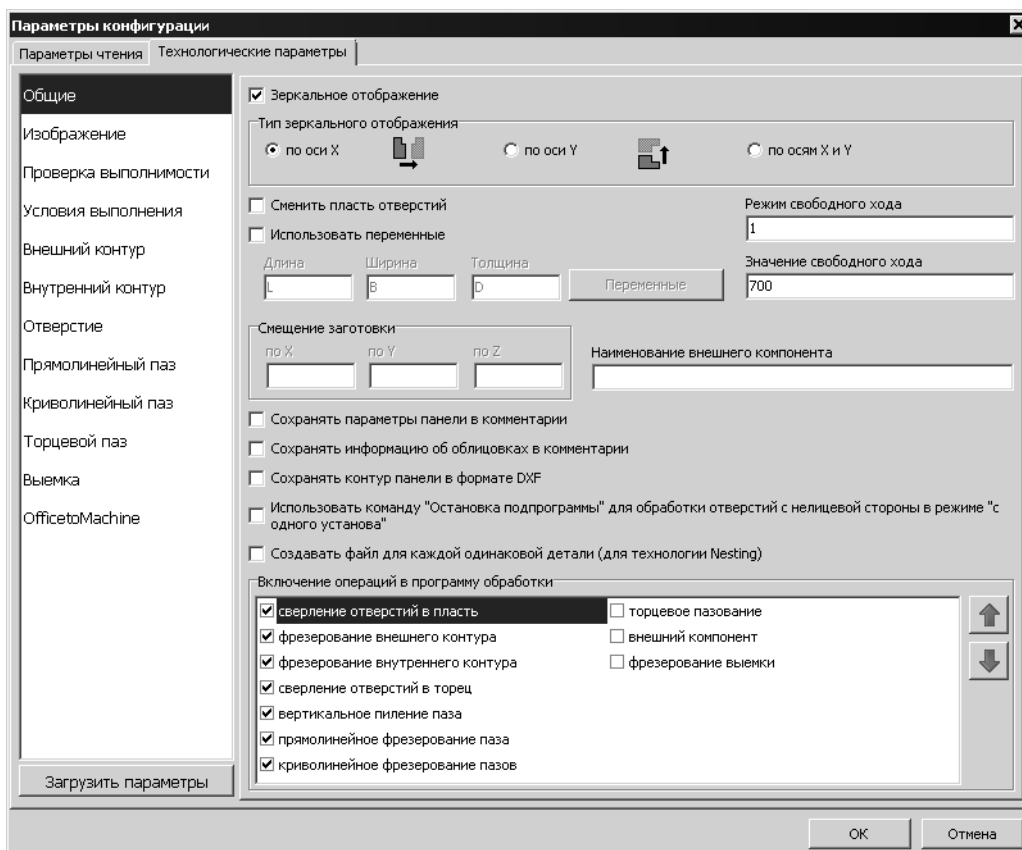 Параметры конфигурации
Параметры чтения
Технологические параметры
Общие
Изображение
Проверка выполнимости
Условия выполнения
Внешний контур
Внутренний контур
Отверстие
Прямолинейный паз
Криволинейный паз
Торцевой паз
Выемка
OfficetoMachine
Загрузить параметры
Зеркальное отображение
Тип зеркального отображения
по оси X
по оси Y
по осям X и Y
Сменить пласть отверстий
Использовать переменные
Длина
Ширина
Толщина
L
B
D
Переменные
Режим свободного хода
1
Значение свободного хода
700
Смещение заготовки
по X
по Y
по Z
Наименование внешнего компонента
Сохранять параметры панели в комментарии
Сохранять информацию об облицовках в комментарии
Сохранять контур панели в формате DXF
Использовать команду "Остановка подпрограммы" для обработки отверстий с нелицевой стороны в режиме "с
одного установа"
Создавать файл для каждой одинаковой детали (для технологии Nesting)
Включение операций в программу обработки
сверление отверстий в пласть
фрезерование внешнего контура
фрезерование внутреннего контура
сверление отверстий в торец
вертикальное пиление паза
прямолинейное фрезерование паза
криволинейное фрезерование пазов
торцевое пазование
внешний компонент
фрезерование выемки
OK
Отмена